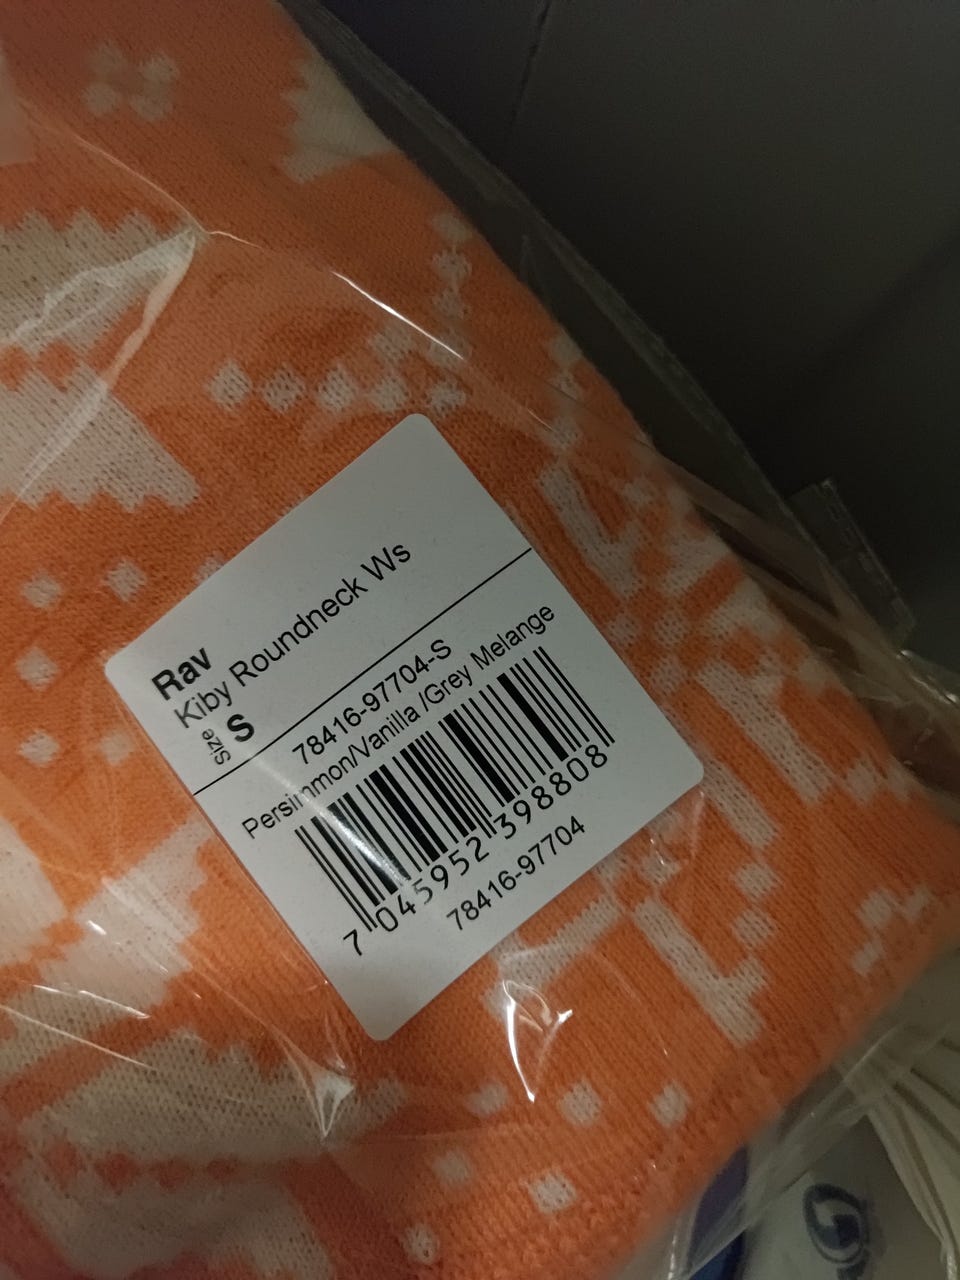 Rav
Kiby Roundneck Ws
Size S
78416-97704-S
Persimmon/Vanilla /Grey Melange
7 045952 398808
78416-97704